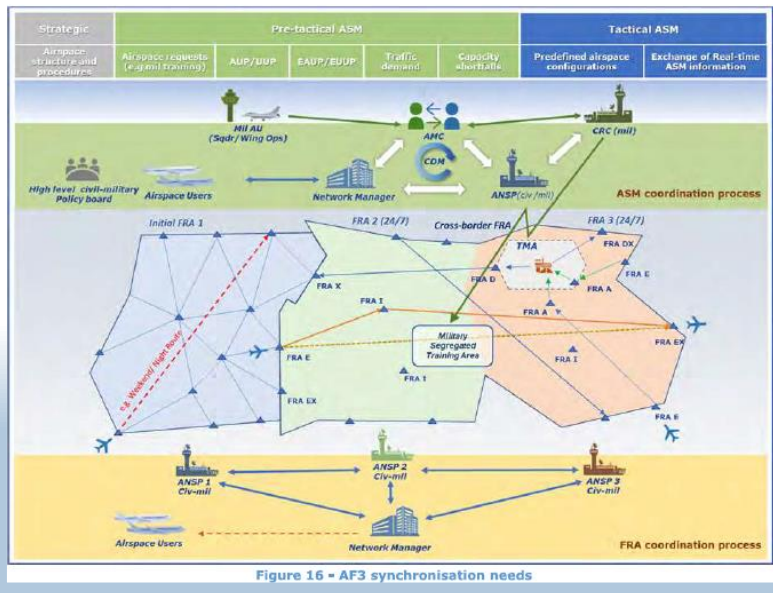 Strategic
Pre-tactical ASM
Tactical ASM
Airspace structure and procedures
Airspace requests (e.g mil training)
AUP/UUP
EAUP/EUUP
Traffic demand
Capacity shortfalls
Predefined airspace configurations
Exchange of Real-time ASM information
Mil AU
(Sqdr/Wing Ops)
AMC
CRC (mil)
CDM
High level civil-military
Policy board
Airspace Users
Network Manager
ANSP(civ/mil)
ASM coordination process
Initial FRA 1
FRA 2 (24/7)
Cross-border FRA
FRA 3 (24/7)
TMA
FRA DX
FRA X
FRA D
FRA E
FRA A
FRA I
FRA A
e.g. Weekend/ Night Route
Military
Segregated
Training Area
FRA E
FRA EX
FRA I
FRA I
FRA EX
FRA E
ANSP 1
Civ-mil
ANSP 2
Civ-mil
ANSP 3
Civ-mil
Airspace Users
Network Manager
FRA coordination process
Figure 16 - AF3 synchronisation needs